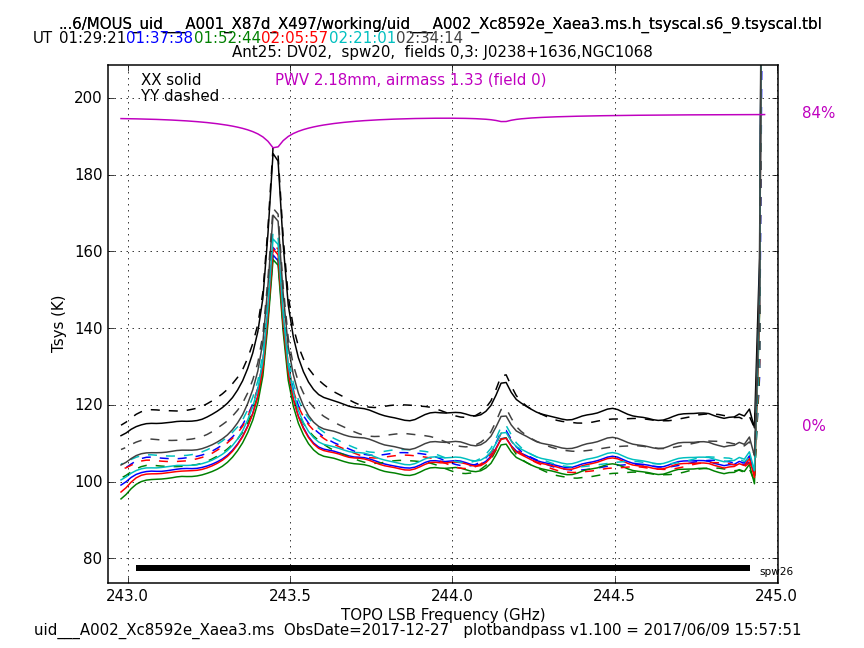 ...6/MOUS_uid___A001_X87d_X497/working/uid___A002_Xc8592e_Xaea3.ms.h_tsyscal.s6_9.tsyscal.tbl
UT 01:29:21 01:37:38 01:52:44 02:05:57 02:21:01 02:34:14
Ant25: DV02, spw20, fields 0,3: J0238+1636,NGC1068
XX solid
YY dashed
PWV 2.18mm, airmass 1.33 (field 0)
84%
0%
Tsys (K)
200
180
160
140
120
100
80
spw26
243.0 243.5 244.0 244.5 245.0
TOPO LSB Frequency (GHz)
uid___A002_Xc8592e_Xaea3.ms ObsDate=2017-12-27 plotbandpass v1.100 = 2017/06/09 15:57:51